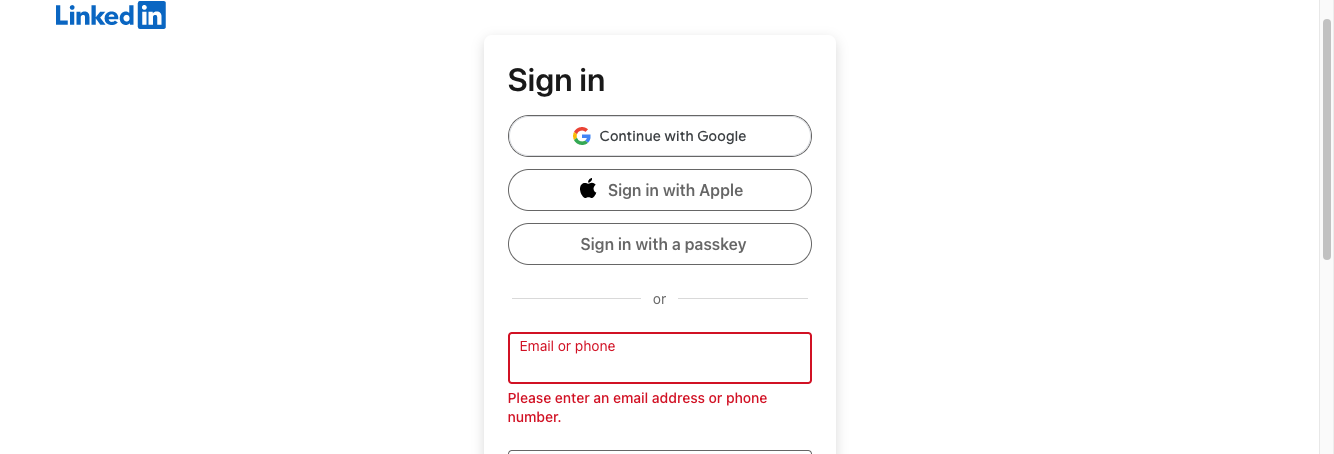 LinkedIn
Sign in
Continue with Google
Sign in with Apple
Sign in with a passkey
or
Email or phone
Please enter an email address or phone
number.